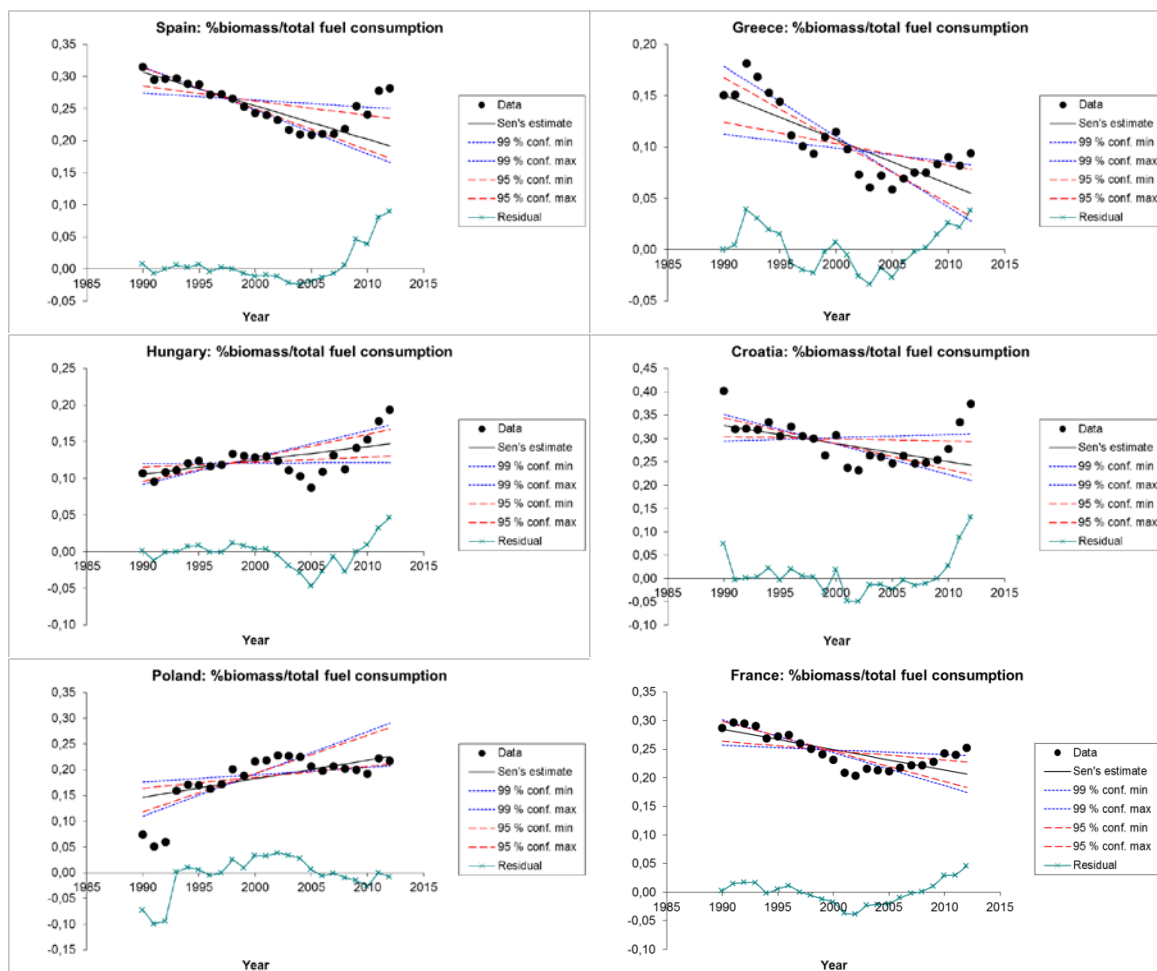 Spain: %biomass/total fuel consumption
0,35
0,30
0,25
0,20
0,15
0,10
0,05
0,00
-0,05
1985 1990 1995 2000 2005 2010 2015
Year
Data
Sen's estimate
99 % conf. min
99 % conf. max
95 % conf. min
95 % conf. max
Residual
Greece: %biomass/total fuel consumption
0,20
0,15
0,10
0,05
0,00
-0,05
1985 1990 1995 2000 2005 2010 2015
Year
Data
Sen's estimate
99 % conf. min
99 % conf. max
95 % conf. min
95 % conf. max
Residual
Hungary: %biomass/total fuel consumption
0,25
0,20
0,15
0,10
0,05
0,00
-0,05
-0,10
1985 1990 1995 2000 2005 2010 2015
Year
Data
Sen's estimate
99 % conf. min
99 % conf. max
95 % conf. min
95 % conf. max
Residual
Croatia: %biomass/total fuel consumption
0,45
0,40
0,35
0,30
0,25
0,20
0,15
0,10
0,05
0,00
-0,05
-0,10
1985 1990 1995 2000 2005 2010 2015
Year
Data
Sen's estimate
99 % conf. min
99 % conf. max
95 % conf. min
95 % conf. max
Residual
Poland: %biomass/total fuel consumption
0,35
0,30
0,25
0,20
0,15
0,10
0,05
0,00
-0,05
-0,10
-0,15
1985 1990 1995 2000 2005 2010 2015
Year
Data
Sen's estimate
99 % conf. min
99 % conf. max
95 % conf. min
95 % conf. max
Residual
France: %biomass/total fuel consumption
0,35
0,30
0,25
0,20
0,15
0,10
0,05
0,00
-0,05
-0,10
1985 1990 1995 2000 2005 2010 2015
Year
Data
Sen's estimate
99 % conf. min
99 % conf. max
95 % conf. min
95 % conf. max
Residual